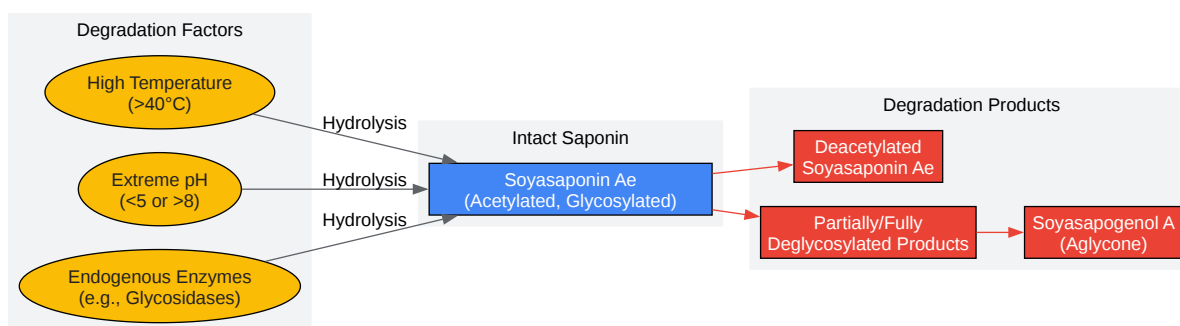 Degradation Factors
High Temperature
(>40°C)
Extreme pH
(<5 or >8)
Endogenous Enzymes
(e.g., Glycosidases)
Hydrolysis
Hydrolysis
Hydrolysis
Intact Saponin
Soyasaponin Ae
(Acetylated, Glycosylated)
Degradation Products
Deacetylated
Soyasaponin Ae
Partially/Fully
Deglycosylated Products
Soyasapogenol A
(Aglycone)